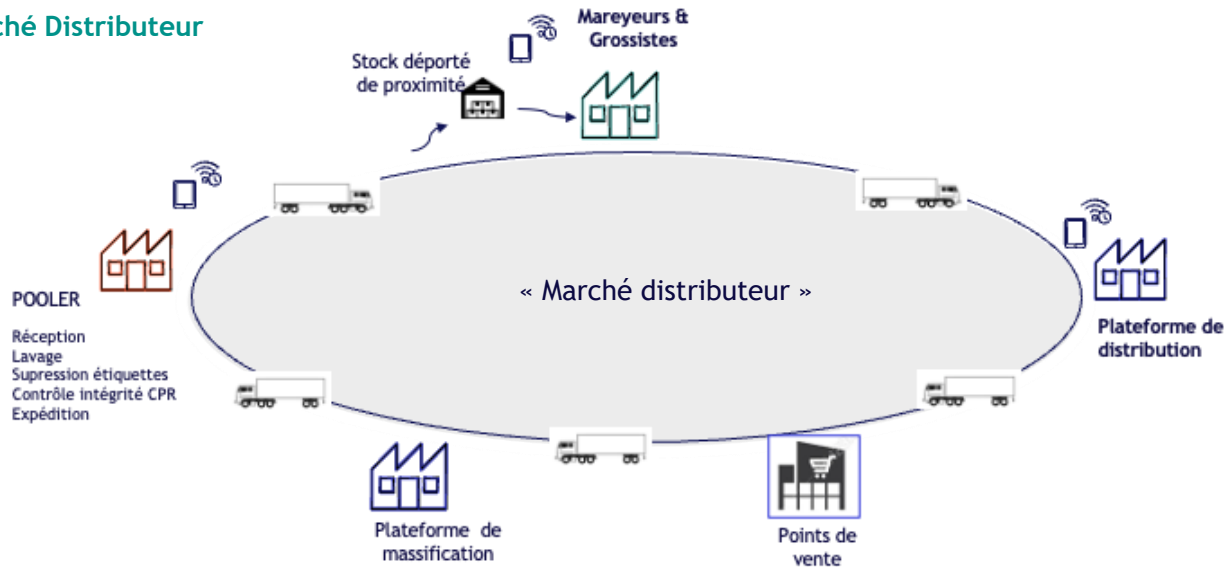 ché Distributeur
Mareyeurs &
Grossistes
Stock déporté
de proximité
« Marché distributeur »
POOLER
Réception
Lavage
Supression étiquettes
Contrôle intégrité CPR
Expédition
Plateforme de
distribution
Plateforme de
massification
Points de
vente